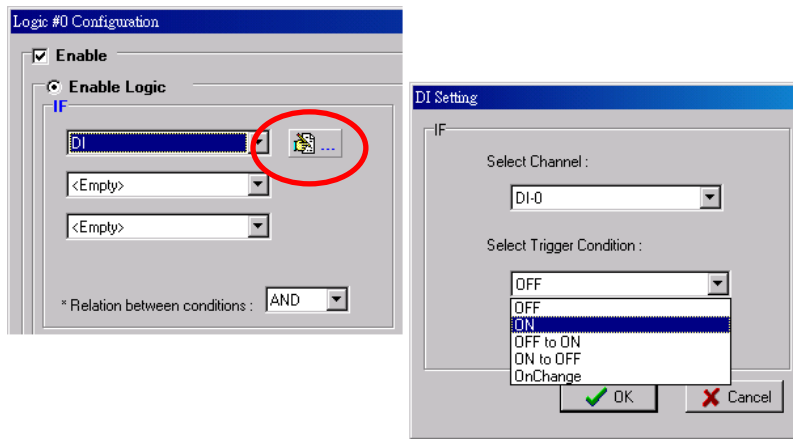 Logic #0 Configuration
Enable
Enable Logic
IF
DI
...
<Empty>
<Empty>
* Relation between conditions :
AND
DI Setting
IF
Select Channel :
DI-0
Select Trigger Condition :
OFF
OFF
ON
OFF to ON
ON to OFF
OnChange
OK
Cancel